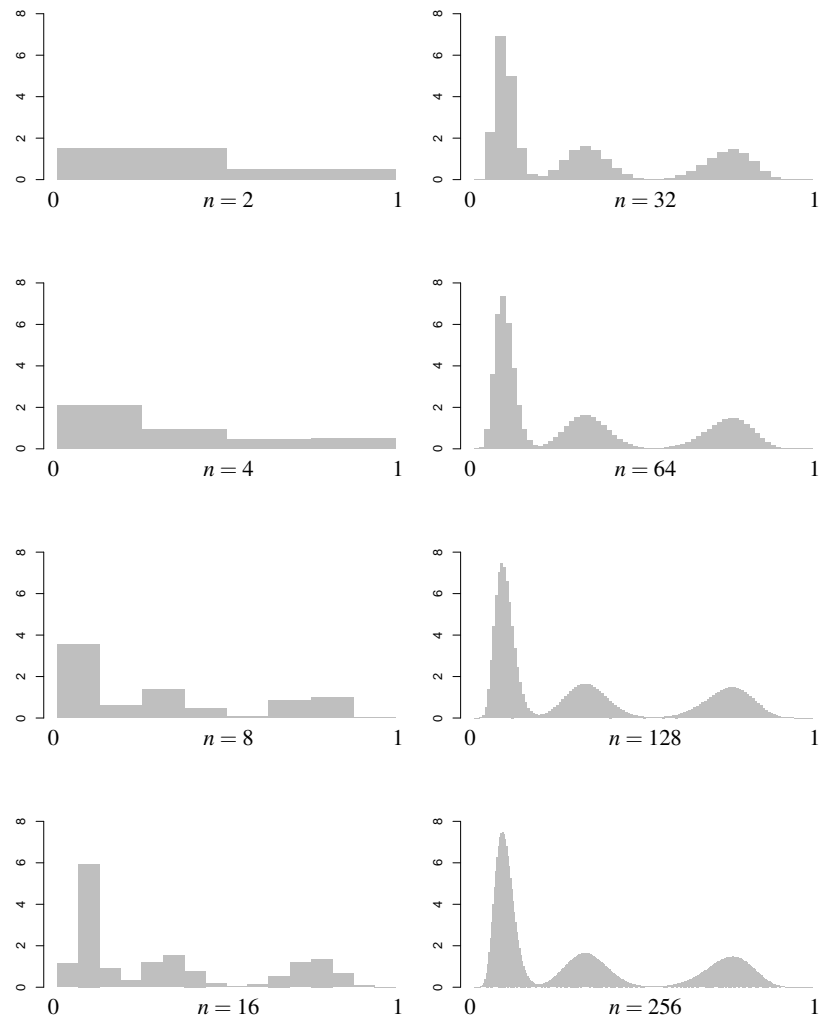 0 2 4 6 8
0 n = 2 1
0 2 4 6 8
0 n = 32 1
0 2 4 6 8
0 n = 4 1
0 2 4 6 8
0 n = 64 1
0 2 4 6 8
0 n = 8 1
0 2 4 6 8
0 n = 128 1
0 2 4 6 8
0 n = 16 1
0 2 4 6 8
0 n = 256 1